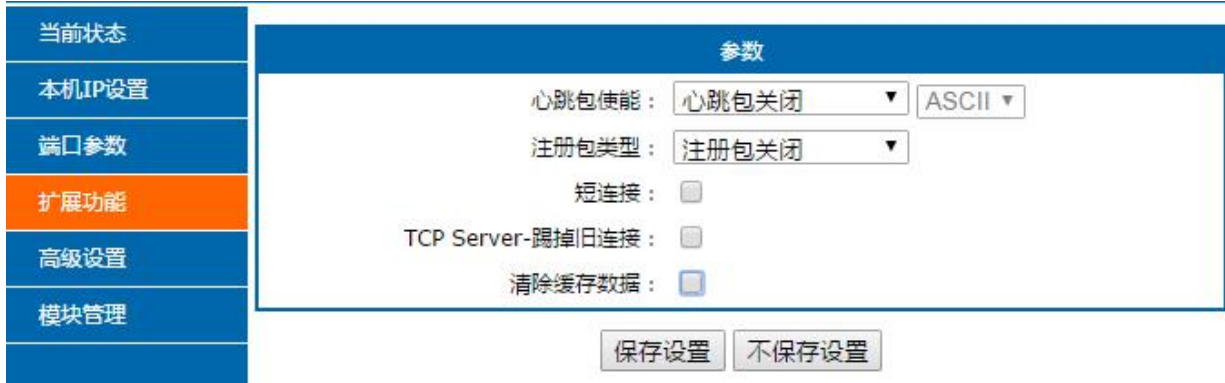 当前状态
本机IP设置
端口参数
扩展功能
高级设置
模块管理
参数
心跳包使能： 心跳包关闭 ASCII
注册包类型： 注册包关闭
短连接：
TCP Server-踢掉旧连接：
清除缓存数据：
保存设置 不保存设置